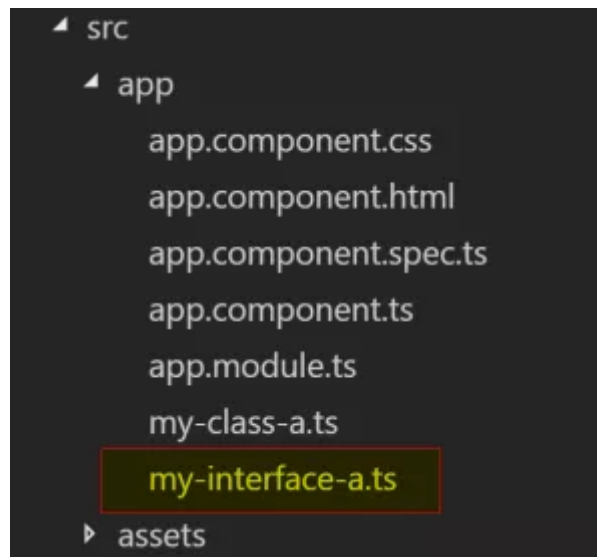 src
app
app.component.css
app.component.html
app.component.spec.ts
app.component.ts
app.module.ts
my-class-a.ts
my-interface-a.ts
assets